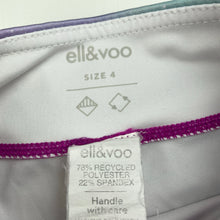 ell&voo
SIZE 4
ell&voo
78% RECYCLED
POLYESTER
22% SPANDEX
Handle
with care